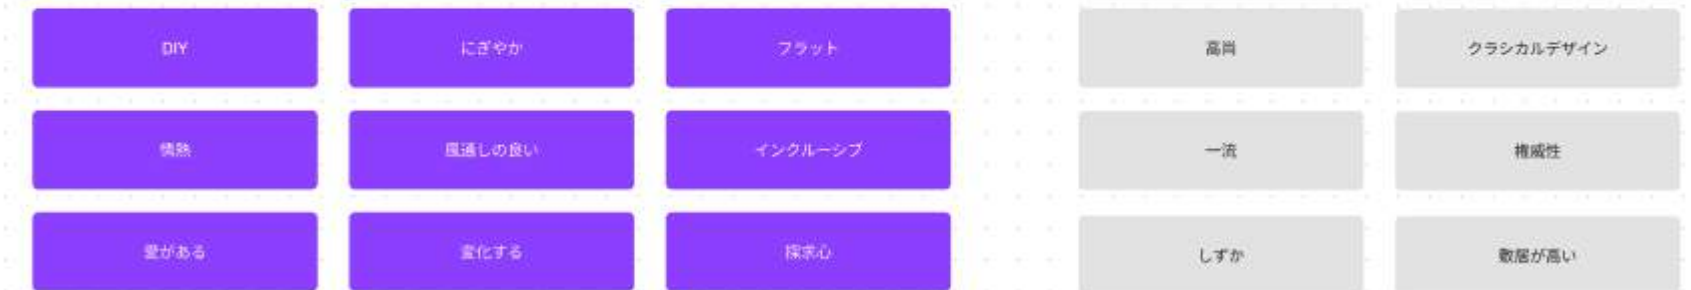 DIY
にぎやか
フラット
高尚
クラシカルデザイン
情熱
風通しの良い
インクルーシブ
一流
権威性
愛がある
変化する
探求心
しずか
敷居が高い